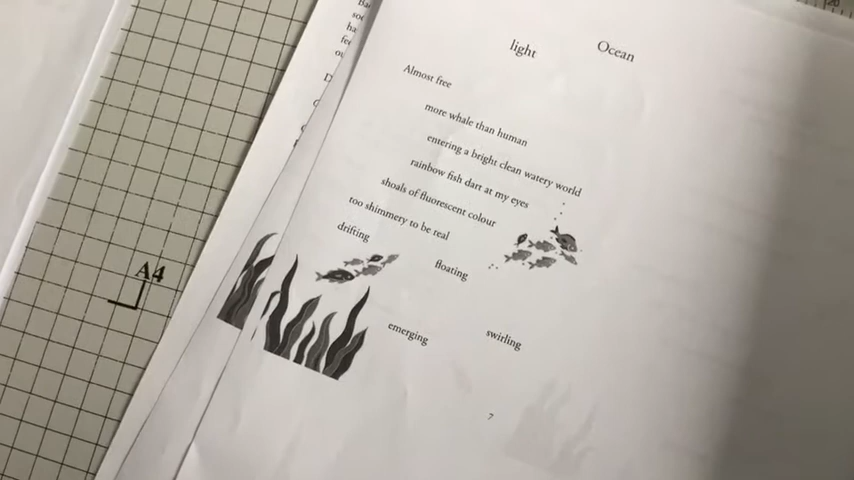 light Ocean
Almost free
more whale than human
entering a bright clean watery world
rainbow fish dart at my eyes
shoals of fluorescent colour
too shimmery to be real
drifting
floating
emerging swirling
7
A4